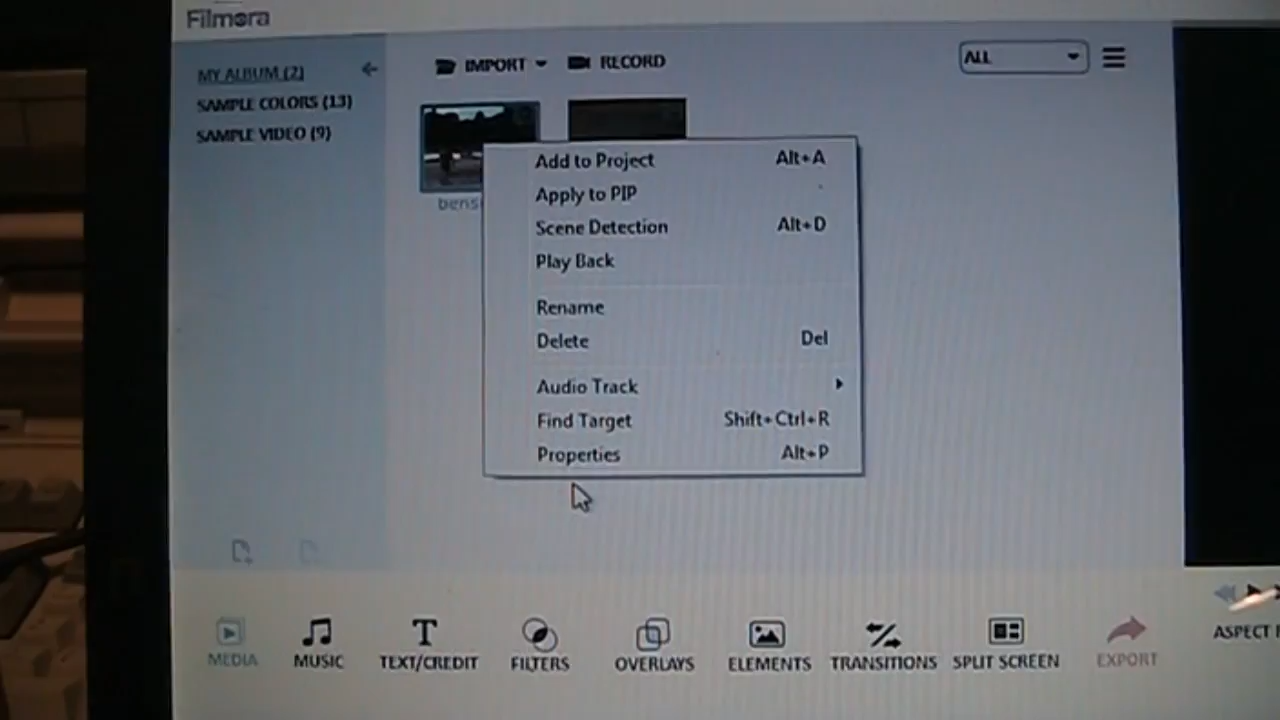 Filmora
MY ALBUM (2)
SAMPLE COLORS (13)
SAMPLE VIDEO (9)
IMPORT
RECORD
ALL
Add to Project Alt+A
Apply to PIP
Scene Detection Alt+D
Play Back
Rename
Delete Del
Audio Track
Find Target Shift+Ctrl+R
Properties Alt+P
MEDIA
MUSIC
TEXT/CREDIT
FILTERS
OVERLAYS
ELEMENTS
TRANSITIONS
SPLIT SCREEN
EXPORT
ASPECT